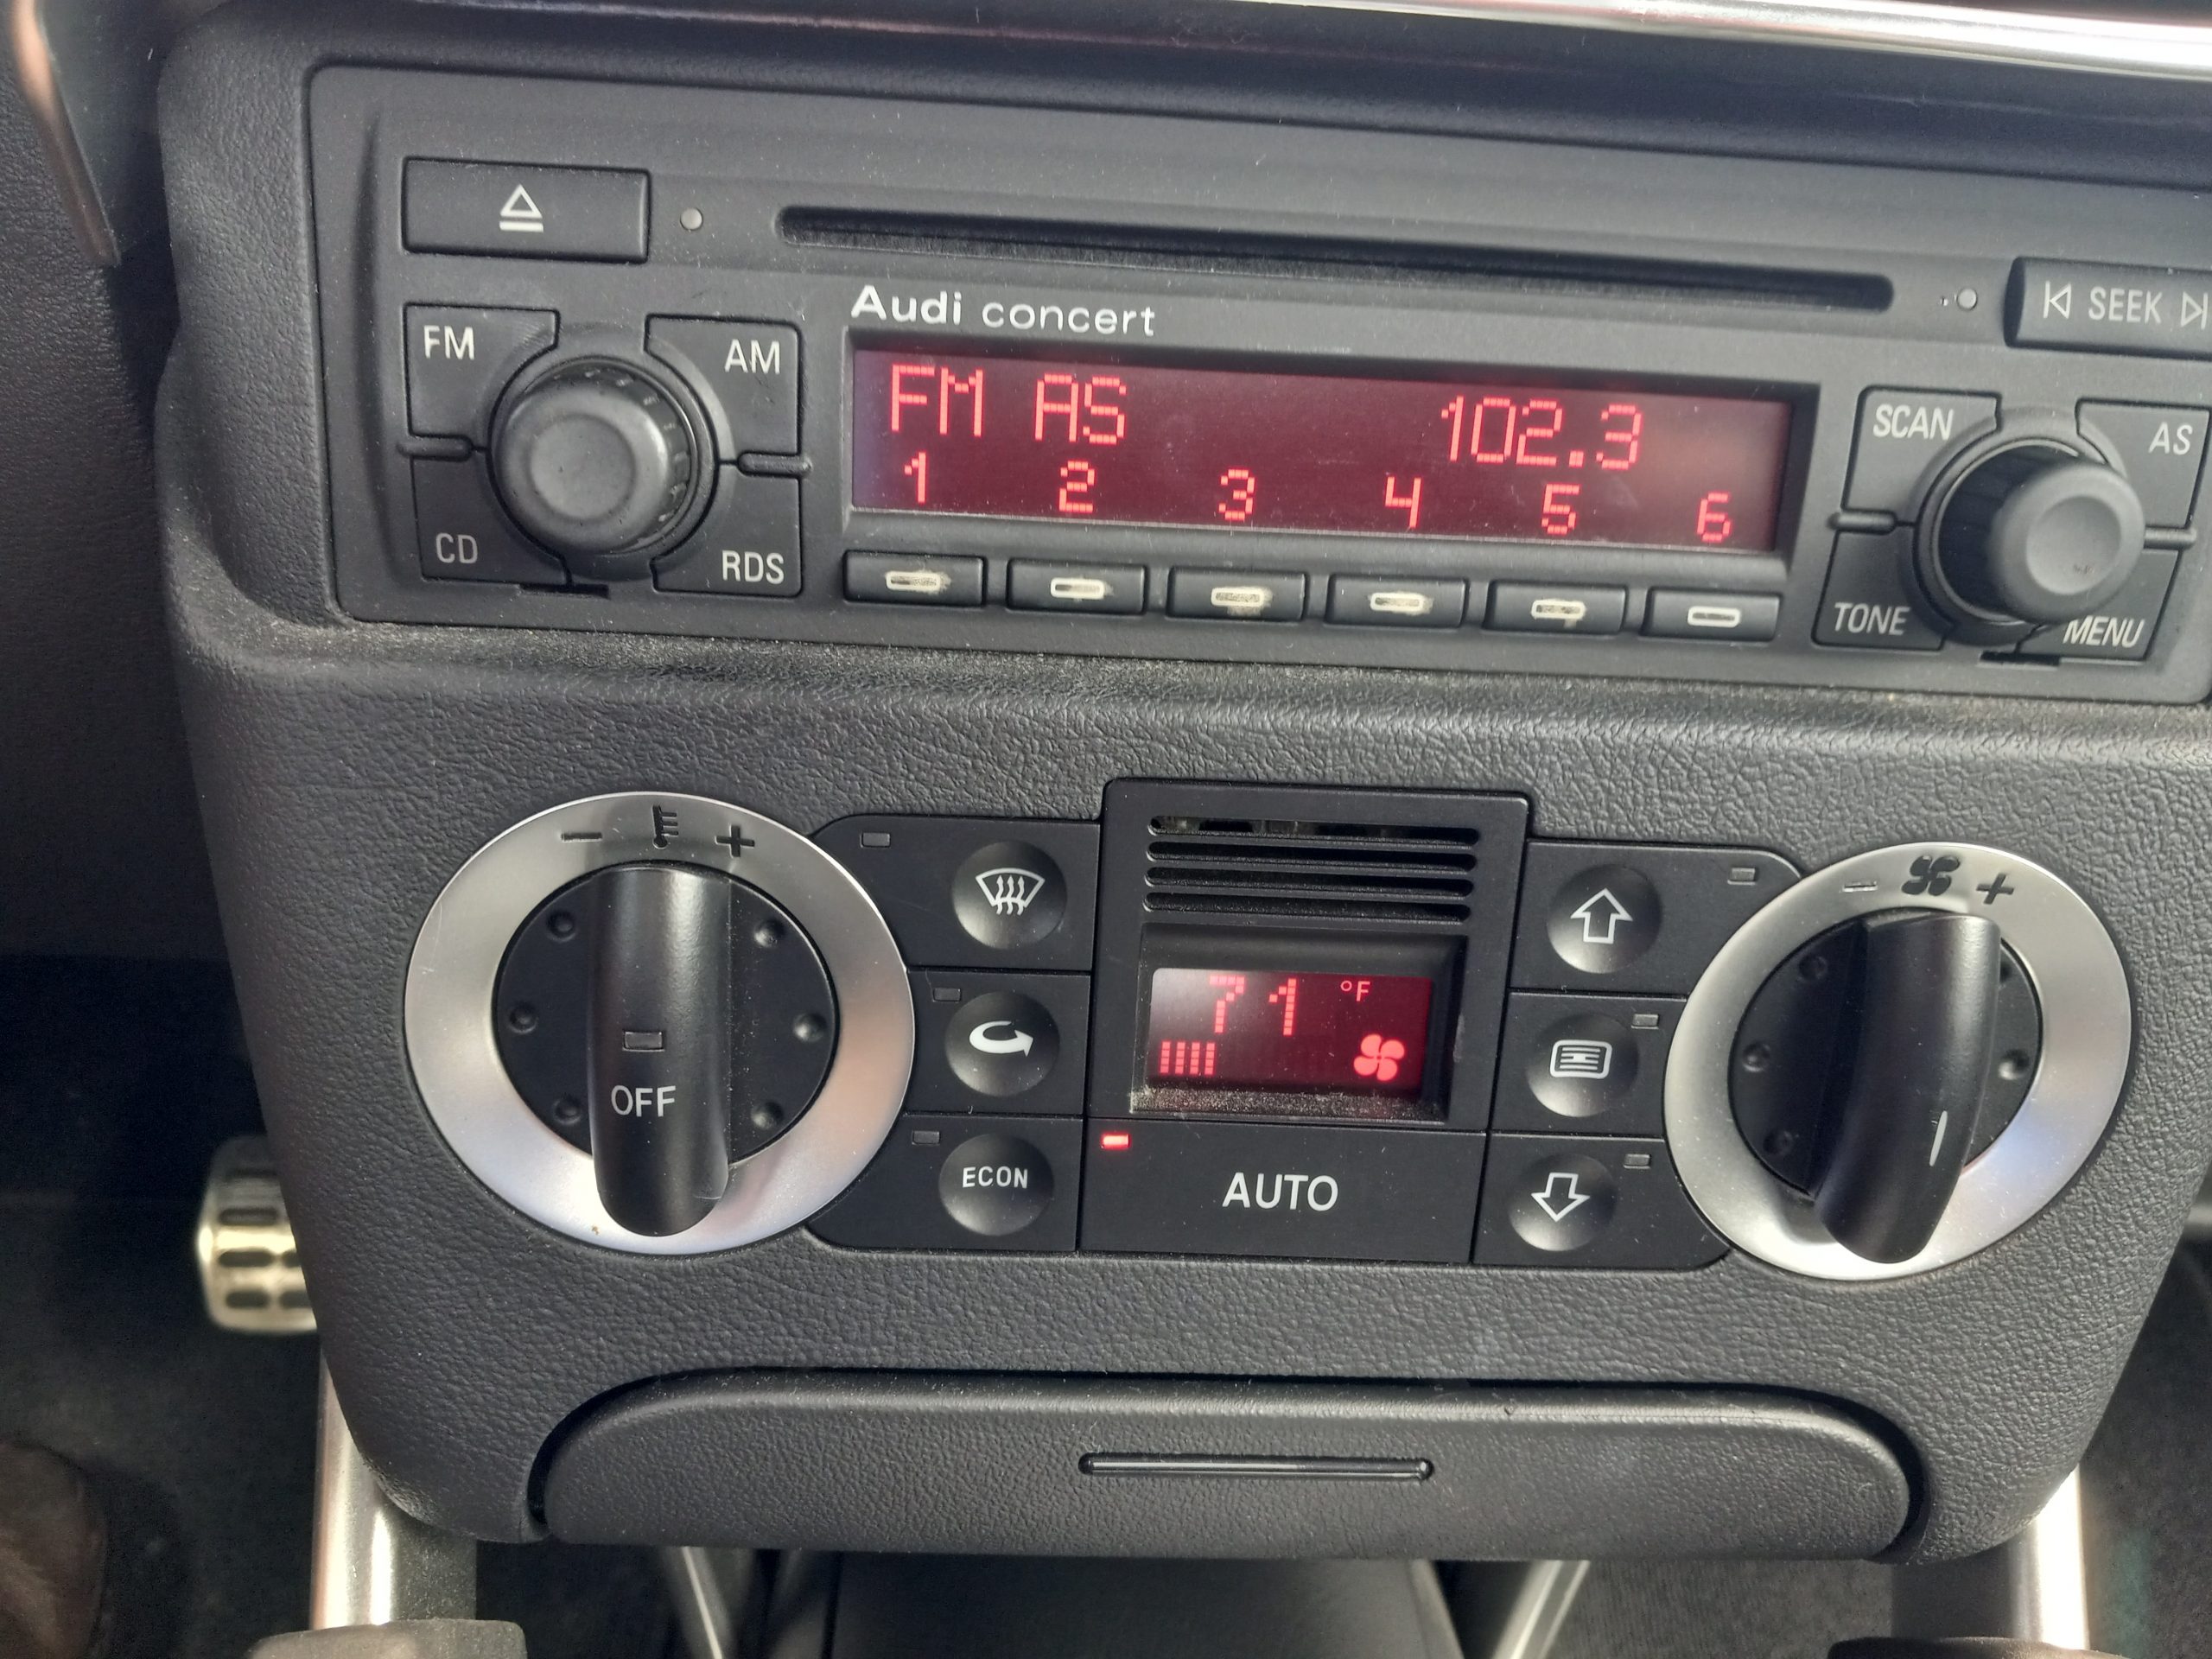 Audi concert
SEEK
FM
AM
FM AS 102.3
SCAN
AS
1 2 3 4 5 6
CD
RDS
TONE
MENU
- +
- +
71 °F
OFF
ECON
AUTO